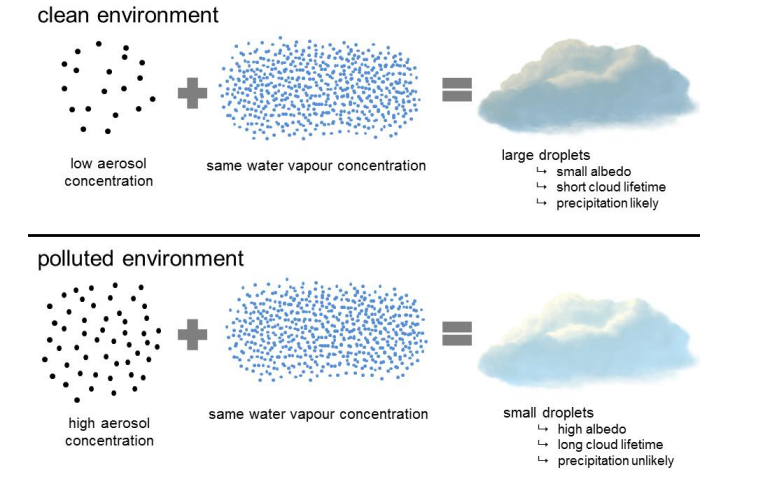 clean environment
low aerosol
concentration
same water vapour concentration
large droplets
↳ small albedo
↳ short cloud lifetime
↳ precipitation likely
polluted environment
high aerosol
concentration
same water vapour concentration
small droplets
↳ high albedo
↳ long cloud lifetime
↳ precipitation unlikely